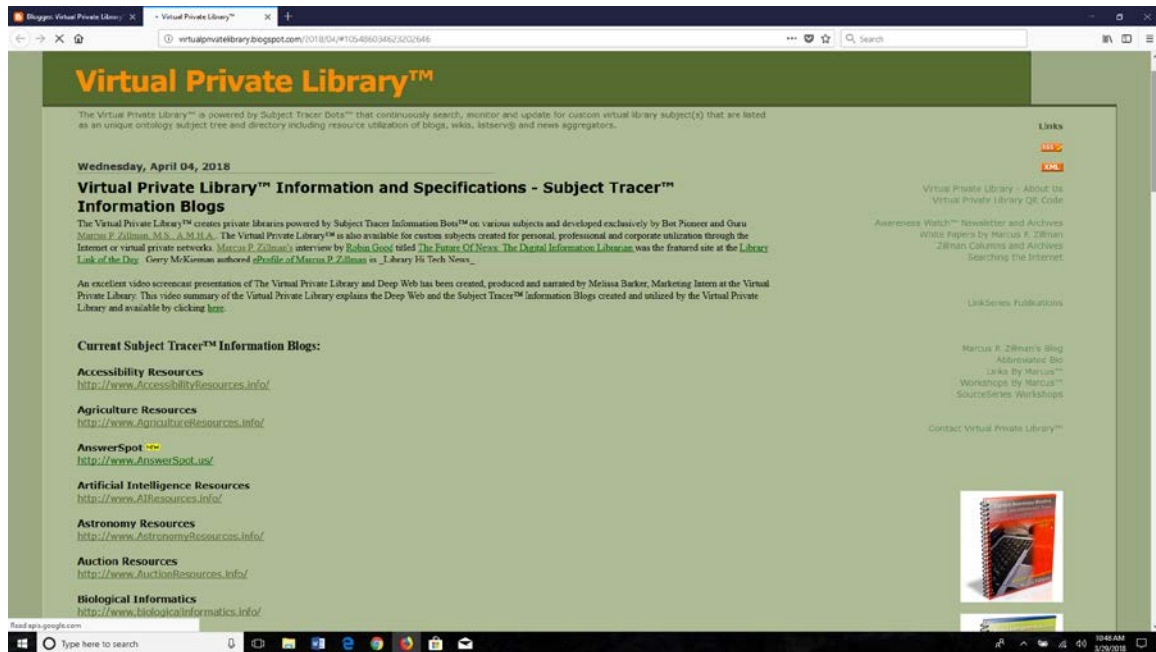 Blogger: Virtual Private Library
Virtual Private Library™
virtualprivatelibrary.blogspot.com/2018/04/#105486034623202646
Search
Virtual Private Library™
The Virtual Private Library™ is powered by Subject Tracer Bots™ that continuously search, monitor and update for custom virtual library subject(s) that are listed
as an unique ontology subject tree and directory including resource utilization of blogs, wikis, listserv® and news aggregators.
Wednesday, April 04, 2018
Virtual Private Library™ Information and Specifications - Subject Tracer™
Information Blogs
The Virtual Private Library™ creates private libraries powered by Subject Tracer Information Bots™ on various subjects and developed exclusively by Bot Pioneer and Guru
Marcus P. Zillman, M.S., A.M.H.A.. The Virtual Private Library™ is also available for custom subjects created for personal, professional and corporate utilization through the
Internet or virtual private networks. Marcus P. Zillman's interview by Robin Good titled The Future Of News: The Digital Information Librarian was the featured site at the Library
Link of the Day. Gerry McKiernan authored eProfile of Marcus P. Zillman in _Library Hi Tech News_
An excellent video screencast presentation of The Virtual Private Library and Deep Web has been created, produced and narrated by Melissa Barker, Marketing Intern at the Virtual
Private Library. This video summary of the Virtual Private Library explains the Deep Web and the Subject Tracer™ Information Blogs created and utilized by the Virtual Private
Library and available by clicking here.
Current Subject Tracer™ Information Blogs:
Accessibility Resources
http://www.AccessibilityResources.info/
Agriculture Resources
http://www.AgricultureResources.info/
AnswerSpot NEW
http://www.AnswerSpot.us/
Artificial Intelligence Resources
http://www.AIResources.info/
Astronomy Resources
http://www.AstronomyResources.info/
Auction Resources
http://www.AuctionResources.info/
Biological Informatics
http://www.biologicalinformatics.info/
Links
RSS
XML
Virtual Private Library - About Us
Virtual Private Library QR Code
Awareness Watch™ Newsletter and Archives
White Papers by Marcus P. Zillman
Zillman Columns and Archives
Searching the Internet
LinkSeries Publications
Marcus P. Zillman's Blog
Abbreviated Bio
Links By Marcus™
Workshops By Marcus™
SourceSeries Workshops
Contact Virtual Private Library™
Read apis.google.com
Type here to search
10:48 AM
3/29/2018